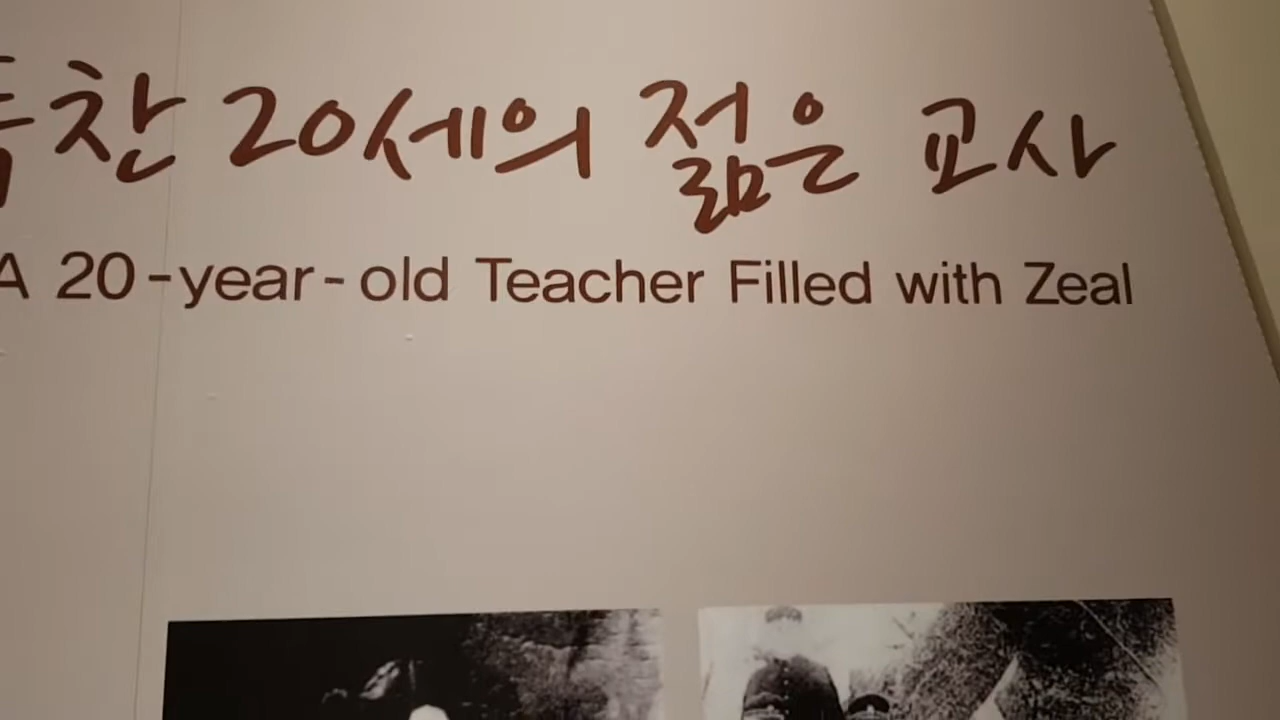 찬 20세의 젊은 교사
A 20-year-old Teacher Filled with Zeal